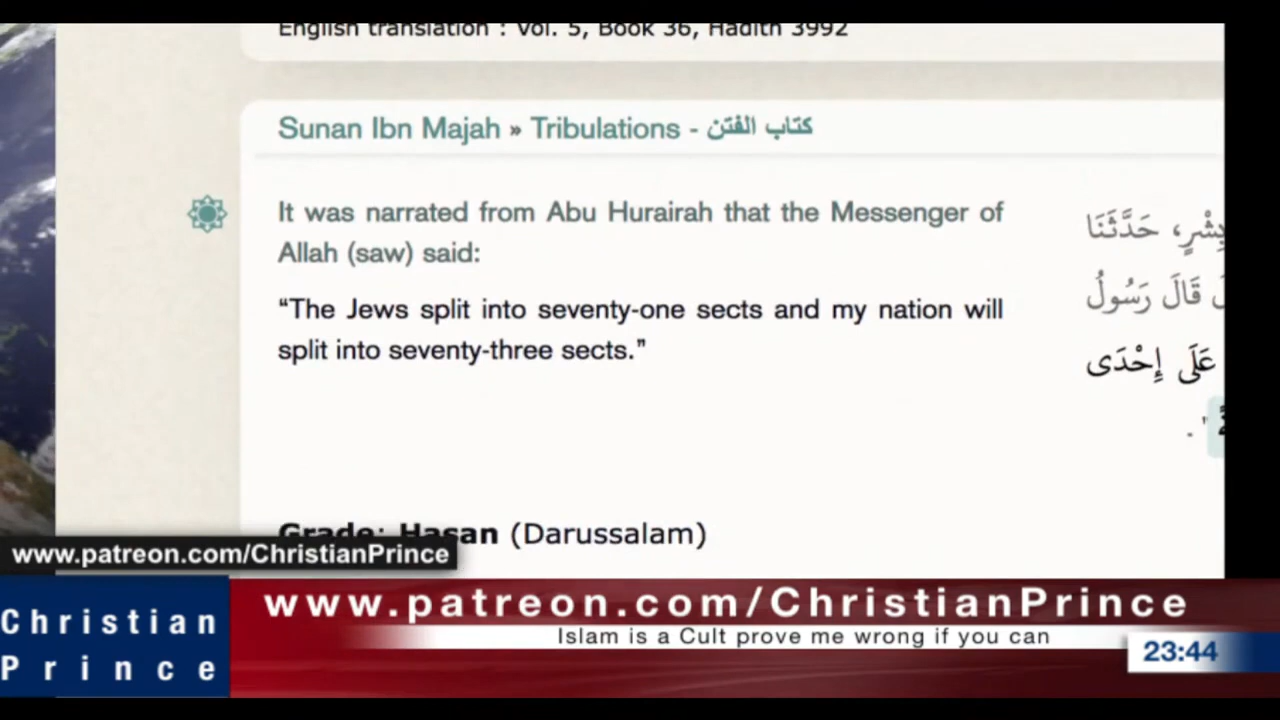 English translation : Vol. 5, Book 36, Hadith 3992
Sunan Ibn Majah » Tribulations - كتاب الفتن
It was narrated from Abu Hurairah that the Messenger of
Allah (saw) said:
“The Jews split into seventy-one sects and my nation will
split into seventy-three sects.”
بِشْرٍ، حَدَّثَنَا
قَالَ رَسُولُ
عَلَى إِحْدَى
Grade: Hasan (Darussalam)
www.patreon.com/ChristianPrince
www.patreon.com/ChristianPrince
Islam is a Cult prove me wrong if you can
Christian
Prince
23:44